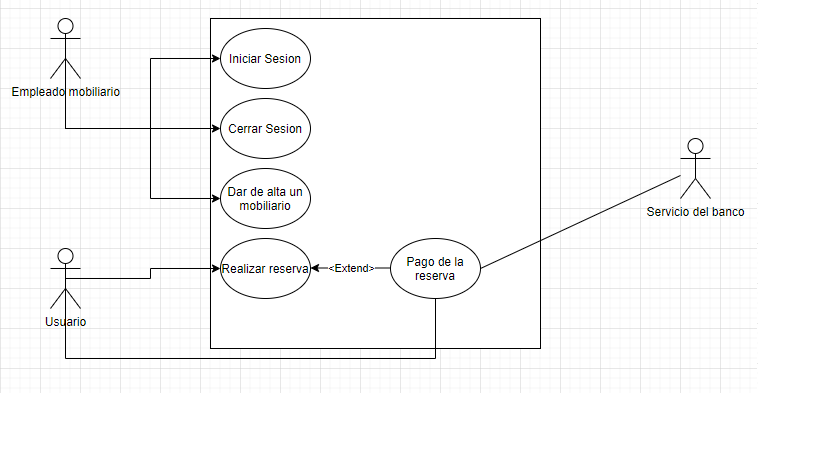 Iniciar Sesion
Empleado mobiliario
Cerrar Sesion
Dar de alta un
mobiliario
Servicio del banco
Realizar reserva
<Extend>
Pago de la
reserva
Usuario